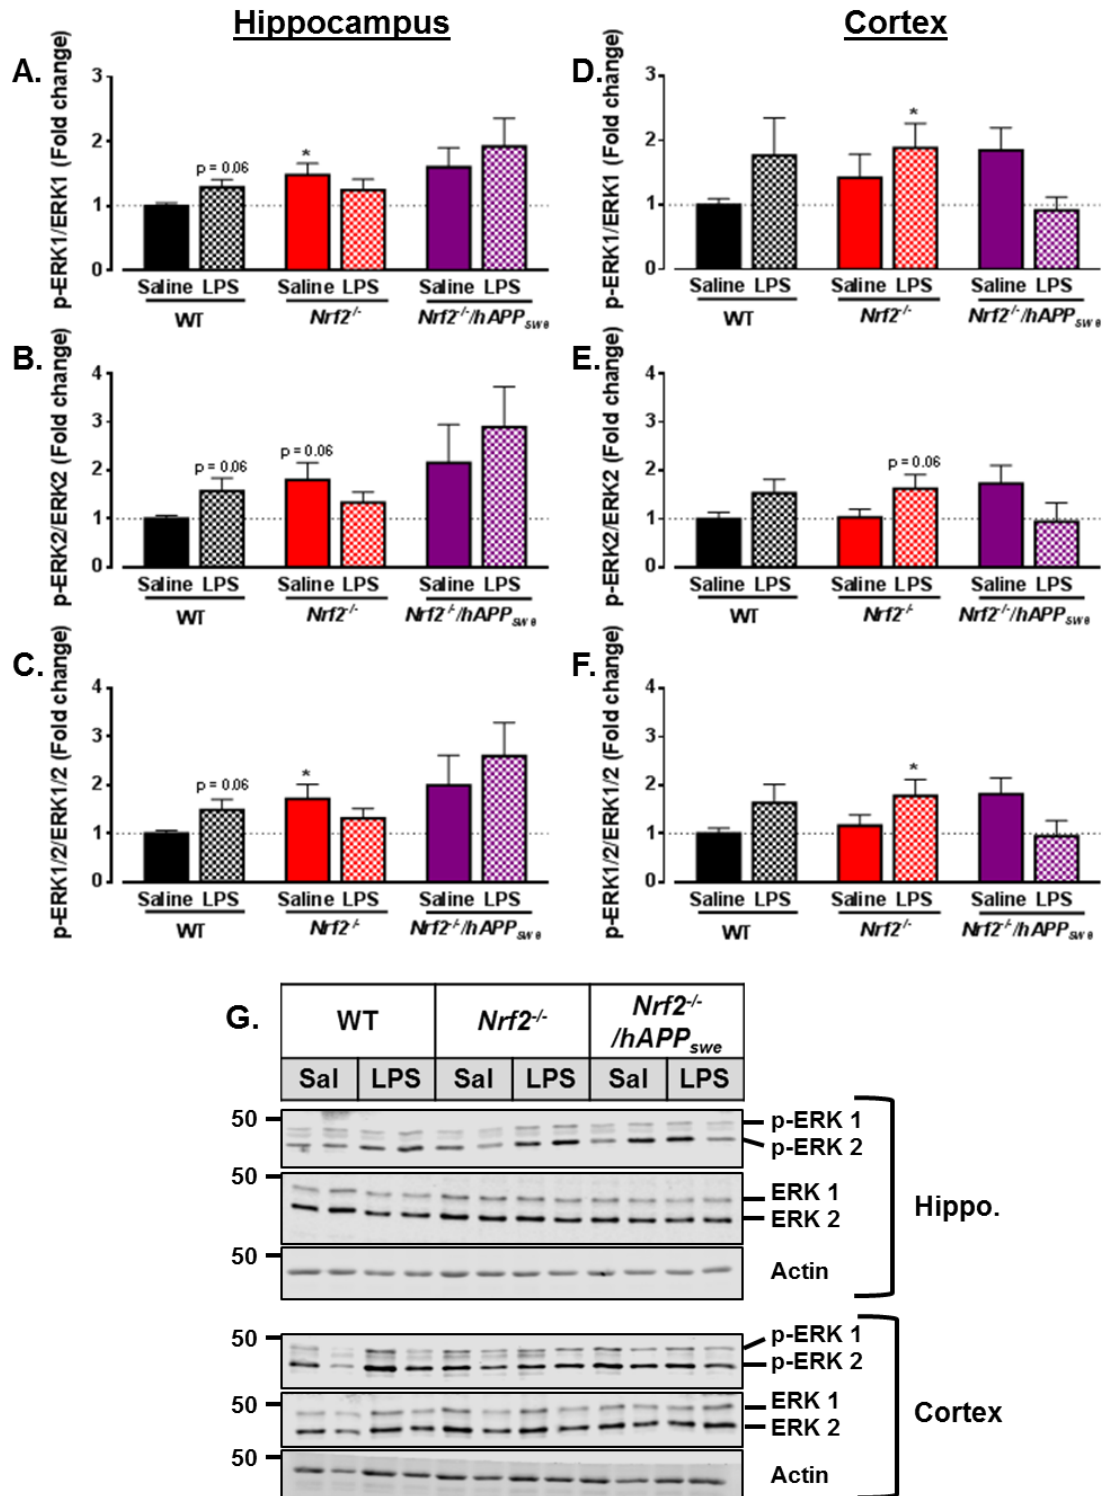 Hippocampus
Cortex
A.
p-ERK1/ERK1 (Fold change)
3
2
1
0
p = 0.06
*
Saline LPS Saline LPS Saline LPS
WT Nrf2-/- Nrf2-/-/hAPPswe
D.
p-ERK1/ERK1 (Fold change)
3
2
1
0
*
Saline LPS Saline LPS Saline LPS
WT Nrf2-/- Nrf2-/-/hAPPswe
B.
p-ERK2/ERK2 (Fold change)
4
3
2
1
0
p = 0.06
p = 0.06
Saline LPS Saline LPS Saline LPS
WT Nrf2-/- Nrf2-/-/hAPPswe
E.
p-ERK2/ERK2 (Fold change)
4
3
2
1
0
p = 0.06
Saline LPS Saline LPS Saline LPS
WT Nrf2-/- Nrf2-/-/hAPPswe
C.
p-ERK1/2/ERK1/2 (Fold change)
4
3
2
1
0
p = 0.06
*
Saline LPS Saline LPS Saline LPS
WT Nrf2-/- Nrf2-/-/hAPPswe
F.
p-ERK1/2/ERK1/2 (Fold change)
4
3
2
1
0
*
Saline LPS Saline LPS Saline LPS
WT Nrf2-/- Nrf2-/-/hAPPswe
G.
WT Nrf2-/- Nrf2-/-
/hAPPswe
Sal LPS Sal LPS Sal LPS
50 p-ERK 1
p-ERK 2
50
ERK 1
ERK 2
Hippo.
50
Actin
50 p-ERK 1
p-ERK 2
50 ERK 1
ERK 2
Cortex
50
Actin